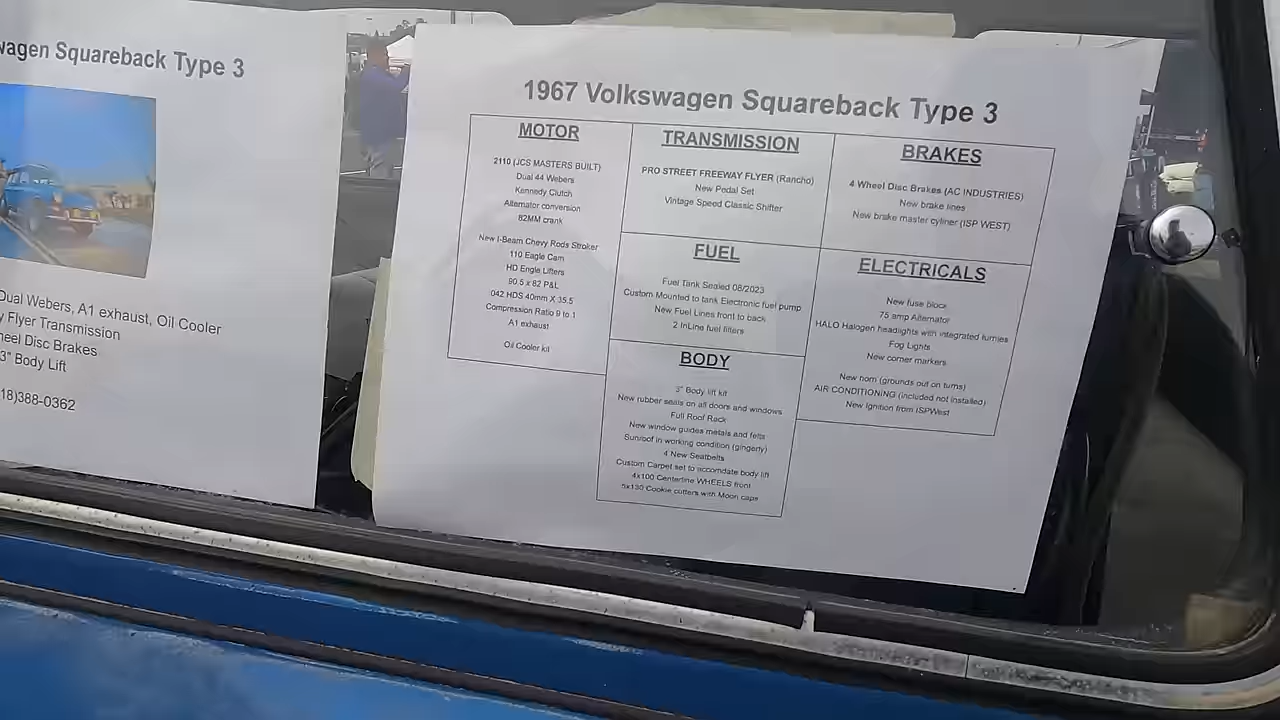 wagen Squareback Type 3
Dual Webers, A1 exhaust, Oil Cooler
y Flyer Transmission
heel Disc Brakes
3" Body Lift
18)388-0362
1967 Volkswagen Squareback Type 3
MOTOR
2110 (JCS MASTERS BUILT)
Dual 44 Webers
Kennedy Clutch
Alternator conversion
82MM crank
New I-Beam Chevy Rods Stroker
110 Eagle Cam
HD Engle Lifters
90.5 x 82 P&L
042 HDS 40mm X 35.5
Compression Ratio 9 to 1
A1 exhaust
Oil Cooler kit
TRANSMISSION
PRO STREET FREEWAY FLYER (Rancho)
New Pedal Set
Vintage Speed Classic Shifter
FUEL
Fuel Tank Sealed 08/2023
Custom Mounted to tank Electronic fuel pump
New Fuel Lines front to back
2 InLine fuel filters
BODY
3" Body lift kit
New rubber seals on all doors and windows
Full Roof Rack
New window guides metals and felts
Sunroof in working condition (gingerly)
4 New Seatbelts
Custom Carpet set to accomdate body lift
4x100 Centerline WHEELS front
5x130 Cookie cutters with Moon caps
BRAKES
4 Wheel Disc Brakes (AC INDUSTRIES)
New brake lines
New brake master cyliner (ISP WEST)
ELECTRICALS
New fuse block
75 amp Alternator
HALO Halogen headlights with integrated turnies
Fog Lights
New corner markers
New horn (grounds out on turns)
AIR CONDITIONING (included not installed)
New Ignition from ISPWest